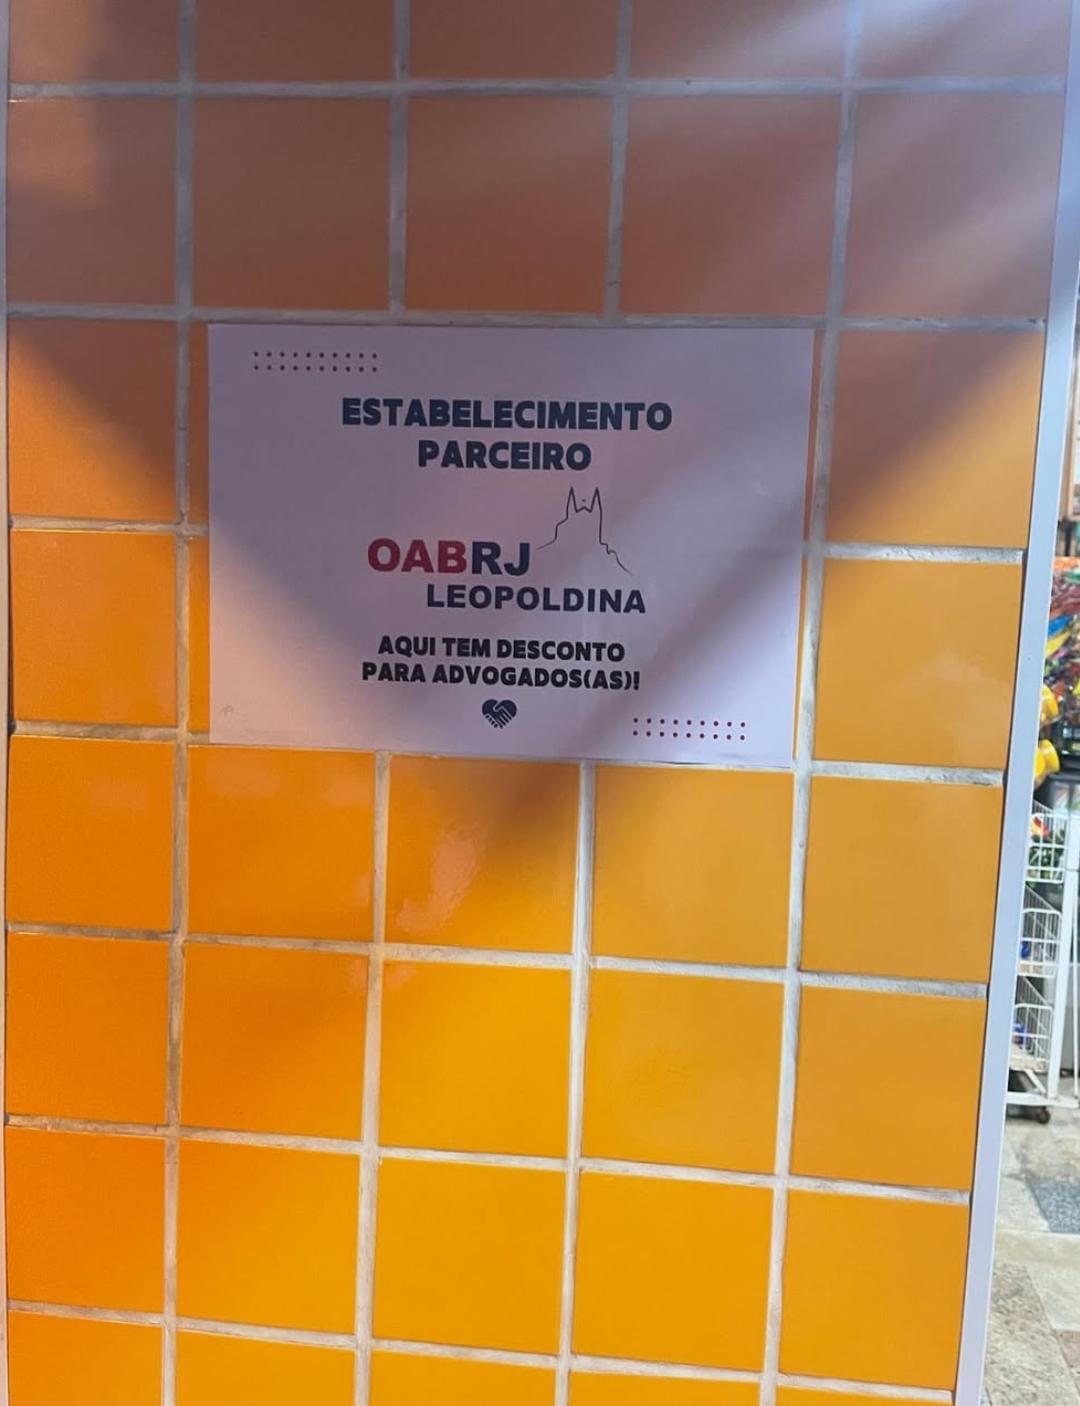 ESTABELECIMENTO
PARCEIRO
OABRJ
LEOPOLDINA
AQUI TEM DESCONTO
PARA ADVOGADOS(AS)!